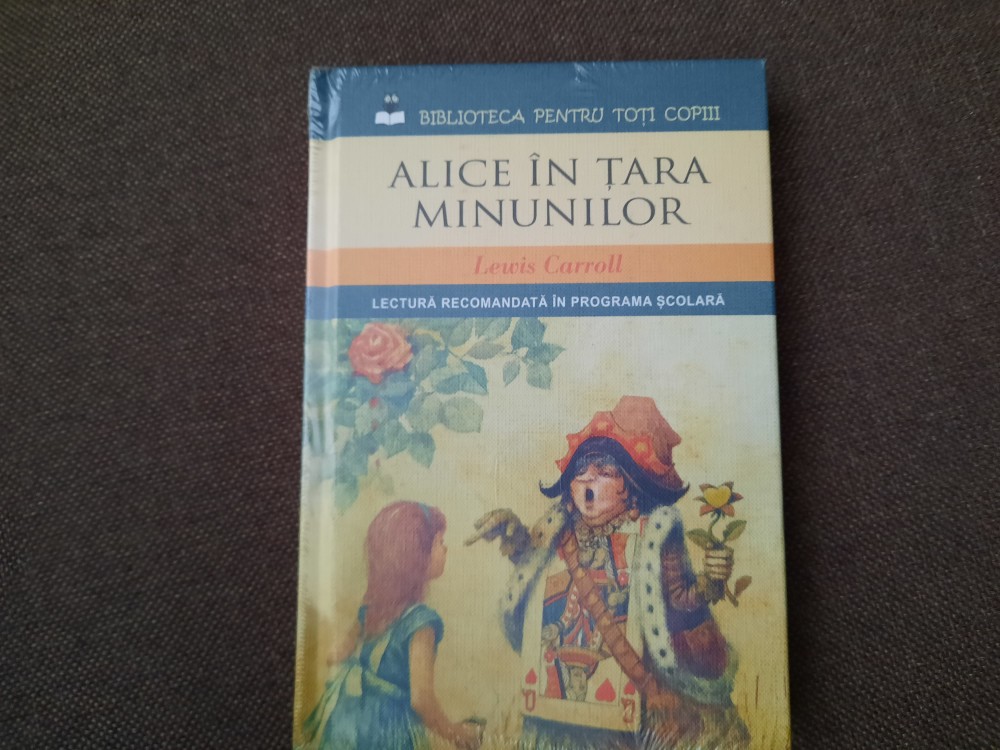 BIBLIOTECA PENTRU TOȚI COPIII
ALICE ÎN ȚARA
MINUNILOR
Lewis Carroll
LECTURĂ RECOMANDATĂ ÎN PROGRAMA ȘCOLARĂ
Q Q